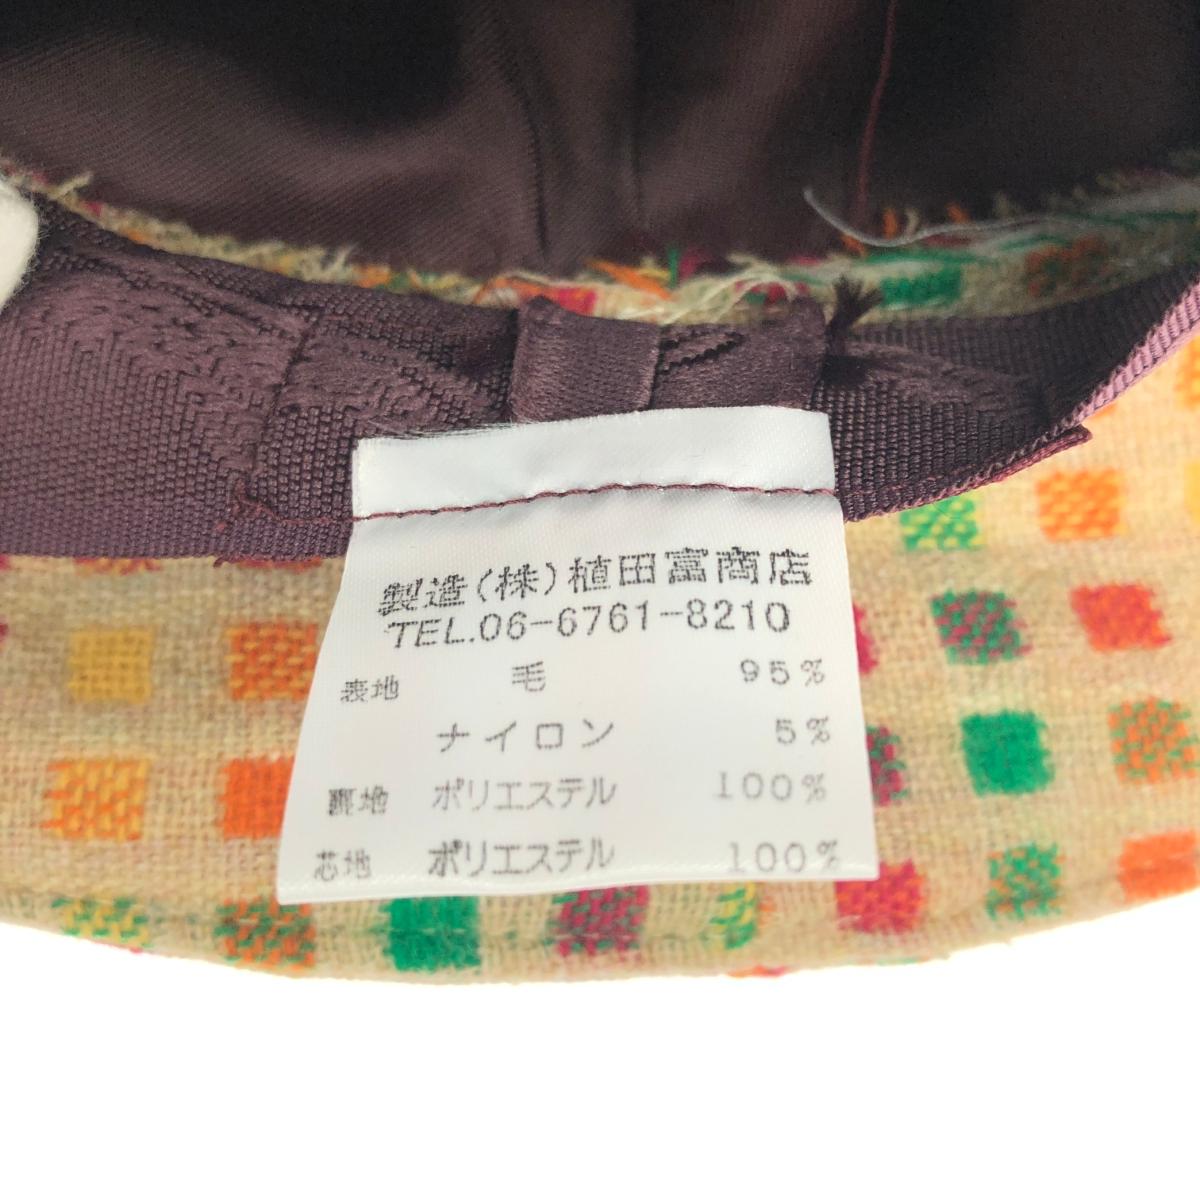 製造(株)植田富商店
TEL.06-6761-8210
表地 毛 95%
ナイロン 5%
裏地 ポリエステル 100%
芯地 ポリエステル 100%